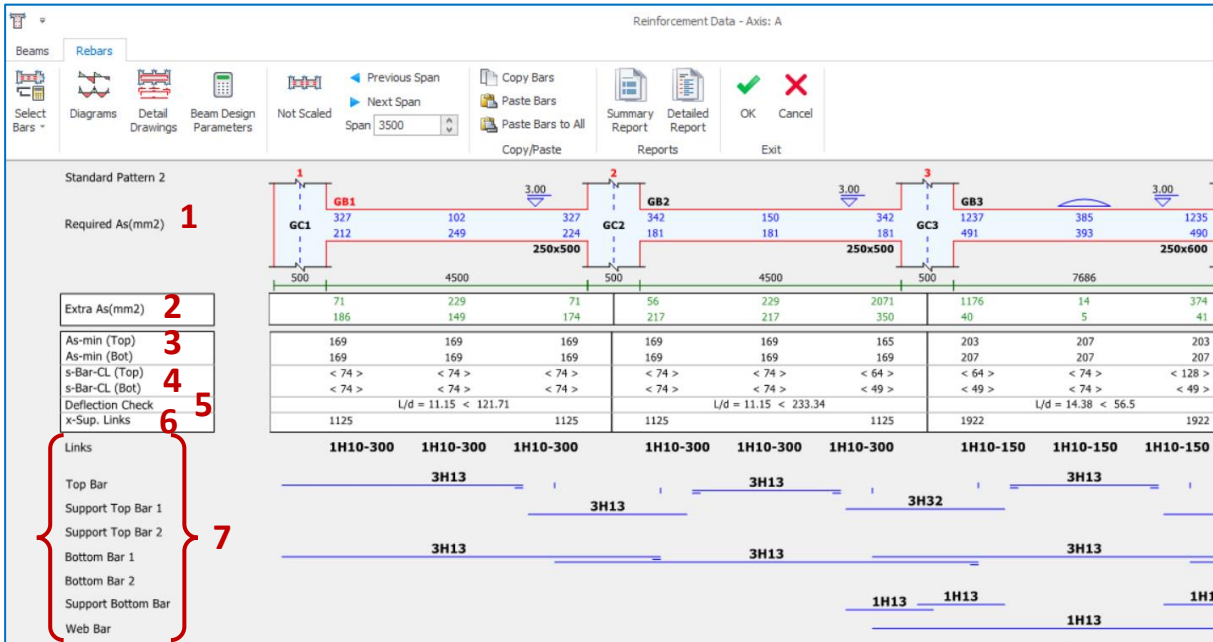 Reinforcement Data - Axis: A
Beams Rebars
Select Bars
Diagrams
Detail Drawings
Beam Design Parameters
Not Scaled
Previous Span
Next Span
Span 3500
Copy Bars
Paste Bars
Paste Bars to All
Copy/Paste
Summary Report
Detailed Report
Reports
OK
Cancel
Exit
Standard Pattern 2
1 2 3
3.00 3.00 3.00
GB1 GB2 GB3
Required As(mm2) 1
GC1 327 102 327 GC2 342 150 342 GC3 1237 385 1235
212 249 224 181 181 181 491 393 490
250x500 250x500 250x600
500 4500 500 4500 500 7686
Extra As(mm2) 2
71 229 71 56 229 2071 1176 14 374
186 149 174 217 217 350 40 5 41
3
As-min (Top) 169 169 169 169 169 165 203 207 203
As-min (Bot) 169 169 169 169 169 169 207 207 207
4
s-Bar-CL (Top) < 74 > < 74 > < 74 > < 74 > < 74 > < 64 > < 64 > < 74 > < 128 >
s-Bar-CL (Bot) < 74 > < 74 > < 74 > < 74 > < 74 > < 49 > < 49 > < 74 > < 49 >
Deflection Check 5 L/d = 11.15 < 121.71 L/d = 11.15 < 233.34 L/d = 14.38 < 56.5
x-Sup. Links 6 1125 1125 1125 1125 1922 1922
Links 1H10-300 1H10-300 1H10-300 1H10-300 1H10-300 1H10-300 1H10-150 1H10-150 1H10-150
Top Bar 3H13 3H13 3H13
Support Top Bar 1 3H13 3H32
Support Top Bar 2
7
Bottom Bar 1 3H13 3H13 3H13
Bottom Bar 2
Support Bottom Bar 1H13 1H13
Web Bar 1H13